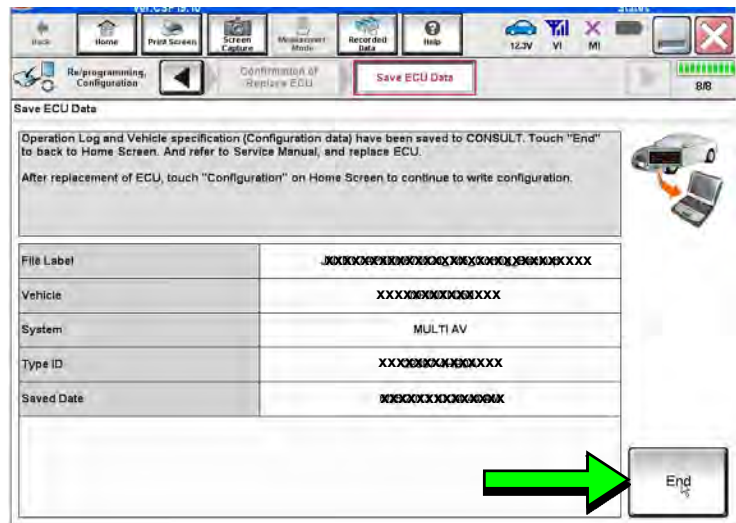 Back
Home
Print Screen
Screen
Capture
Measurement
Mode
Recorded
Data
Help
12.3V
VI
MI
Re/programming,
Configuration
Confirmation of
Replace ECU
Save ECU Data
8/8
Save ECU Data
Operation Log and Vehicle specification (Configuration data) have been saved to CONSULT. Touch "End"
to back to Home Screen. And refer to Service Manual, and replace ECU.
After replacement of ECU, touch "Configuration" on Home Screen to continue to write configuration.
File Label
Vehicle
System
MULTI AV
Type ID
Saved Date
End